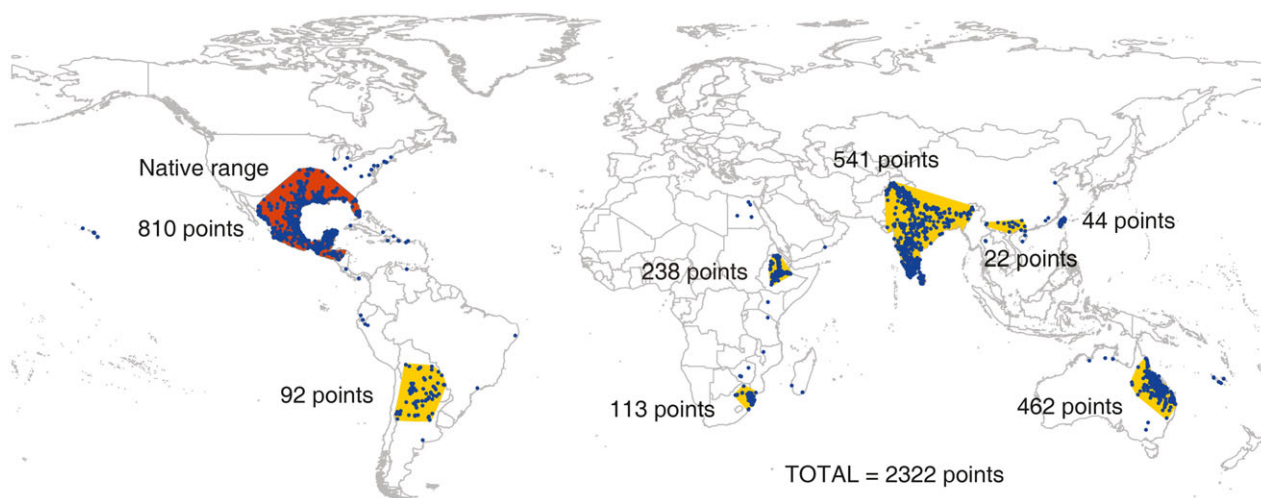 541 points
Native range
810 points
44 points
22 points
238 points
92 points
113 points
462 points
TOTAL = 2322 points